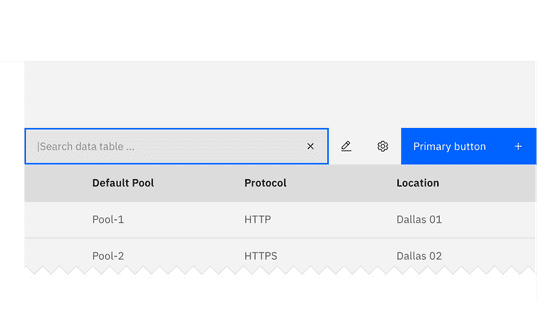 Search data table ...
Primary button
Default Pool Protocol Location
Pool-1 HTTP Dallas 01
Pool-2 HTTPS Dallas 02